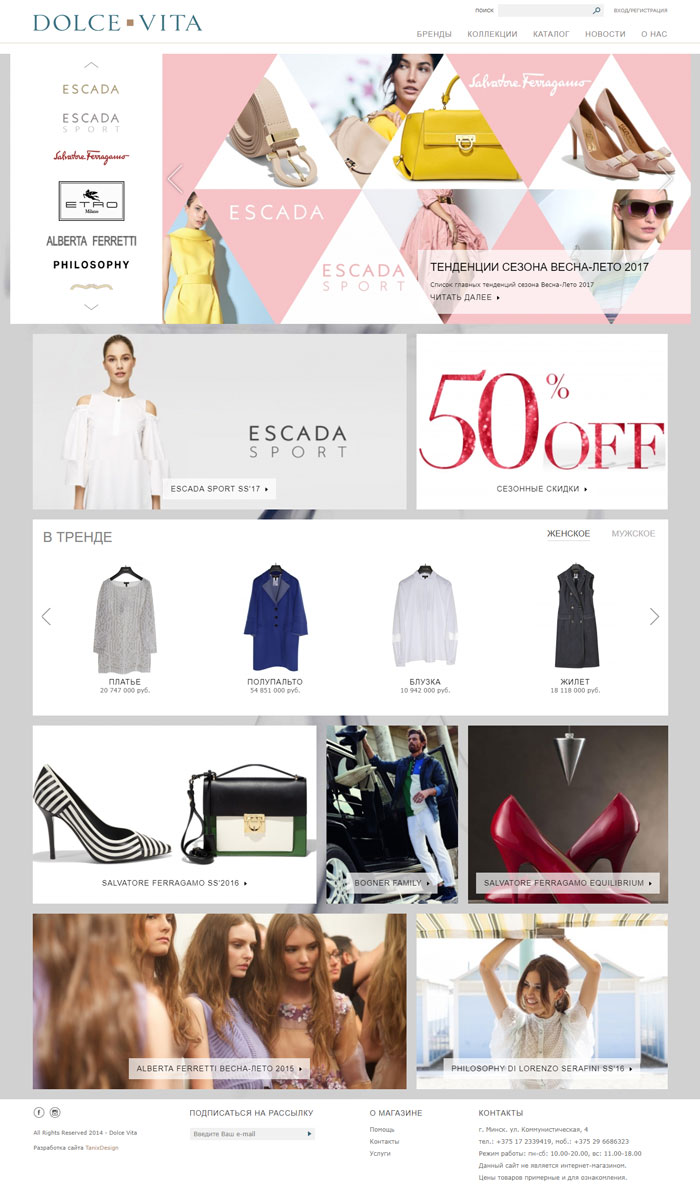 DOLCE VITA
ПОИСК
ВХОД/РЕГИСТРАЦИЯ
БРЕНДЫ КОЛЛЕКЦИИ КАТАЛОГ НОВОСТИ О НАС
ESCADA
ESCADA
SPORT
Salvatore Ferragamo
ETRO
Milano
ALBERTA FERRETTI
PHILOSOPHY
Salvatore Ferragamo
ESCADA
ESCADA
SPORT
ТЕНДЕНЦИИ СЕЗОНА ВЕСНА-ЛЕТО 2017
Список главных тенденций сезона Весна-Лето 2017
ЧИТАТЬ ДАЛЕЕ
ESCADA
SPORT
ESCADA SPORT SS'17
50% OFF
СЕЗОННЫЕ СКИДКИ
В ТРЕНДЕ
ЖЕНСКОЕ МУЖСКОЕ
ПЛАТЬЕ
20 747 000 руб.
ПОЛУПАЛЬТО
54 851 000 руб.
БЛУЗКА
10 942 000 руб.
ЖИЛЕТ
18 118 000 руб.
SALVATORE FERRAGAMO SS'2016
BOGNER FAMILY
SALVATORE FERRAGAMO EQUILIBRIUM
ALBERTA FERRETTI ВЕСНА-ЛЕТО 2015
PHILOSOPHY DI LORENZO SERAFINI SS'16
All Rights Reserved 2014 - Dolce Vita
Разработка сайта TanixDesign
ПОДПИСАТЬСЯ НА РАССЫЛКУ
Введите Ваш e-mail
О МАГАЗИНЕ
Помощь
Контакты
Услуги
КОНТАКТЫ
г. Минск, ул. Коммунистическая, 4
тел.: +375 17 2339419, моб.: +375 29 6686323
Режим работы: пн-сб: 10.00-20.00, вс: 11.00-18.00
Данный сайт не является интернет-магазином.
Цены товаров примерные и для ознакомления.